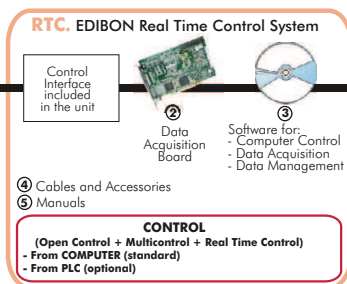 RTC. EDIBON Real Time Control System
Control
Interface
included
in the unit
2
Data
Acquisition
Board
3
Software for:
- Computer Control
- Data Acquisition
- Data Management
4 Cables and Accessories
5 Manuals
CONTROL
(Open Control + Multicontrol + Real Time Control)
- From COMPUTER (standard)
- From PLC (optional)